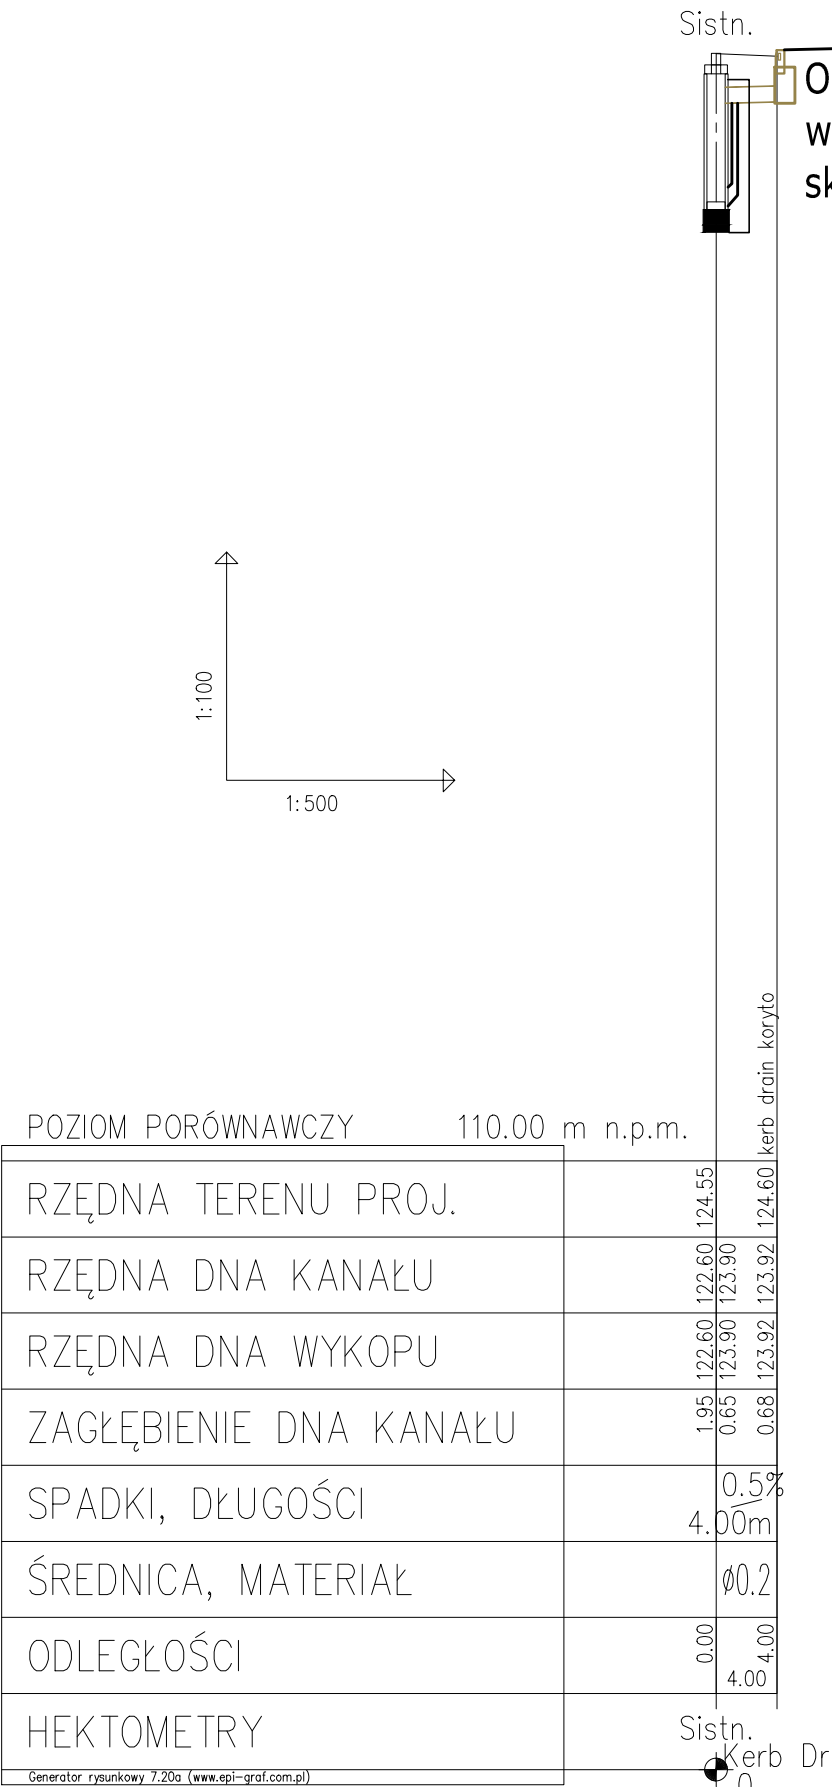 Sistn.
1:100
1:500
kerb drain koryto
POZIOM PORÓWNAWCZY 110.00 m n.p.m.
RZĘDNA TERENU PROJ. 124.55 124.60
RZĘDNA DNA KANAŁU 122.60 123.90 123.92
RZĘDNA DNA WYKOPU 122.60 123.90 123.92
ZAGŁĘBIENIE DNA KANAŁU 1.95 0.65 0.68
SPADKI, DŁUGOŚCI 0.5%
4.00m
ŚREDNICA, MATERIAŁ ø0.2
ODLEGŁOŚCI 0.00 4.00
4.00
HEKTOMETRY Sistn.
Kerb Dr
Generator rysunkowy 7.20a (www.epi-graf.com.pl)